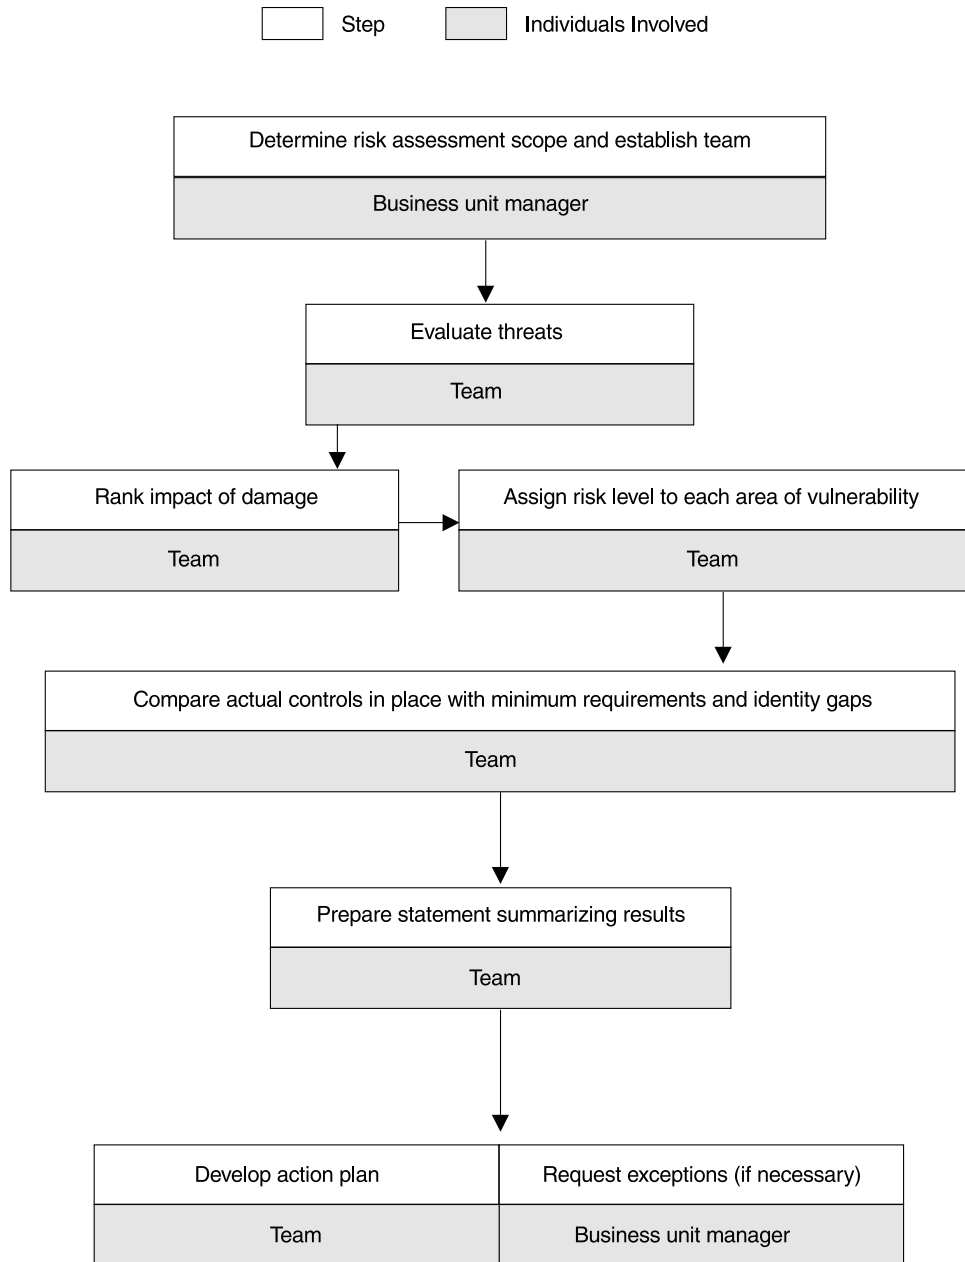 Step
Individuals Involved
Determine risk assessment scope and establish team
Business unit manager
Evaluate threats
Team
Rank impact of damage
Team
Assign risk level to each area of vulnerability
Team
Compare actual controls in place with minimum requirements and identity gaps
Team
Prepare statement summarizing results
Team
Develop action plan
Team
Request exceptions (if necessary)
Business unit manager